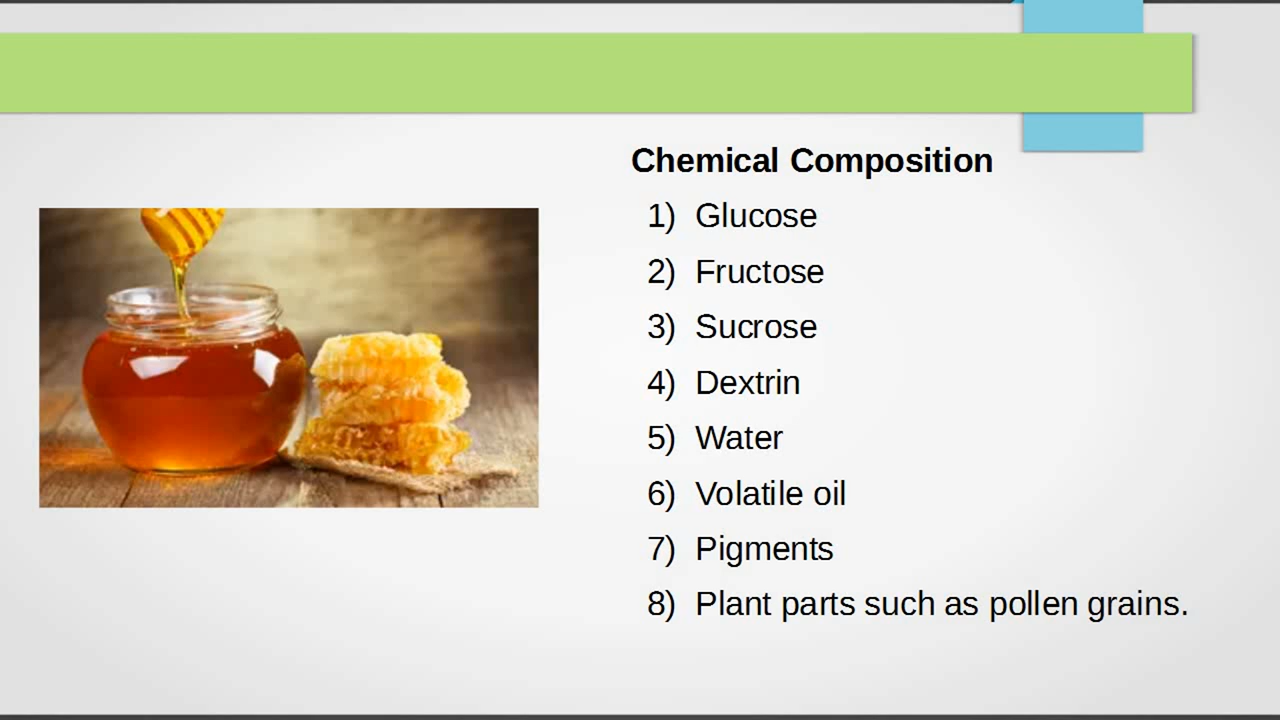 Chemical Composition
1) Glucose
2) Fructose
3) Sucrose
4) Dextrin
5) Water
6) Volatile oil
7) Pigments
8) Plant parts such as pollen grains.